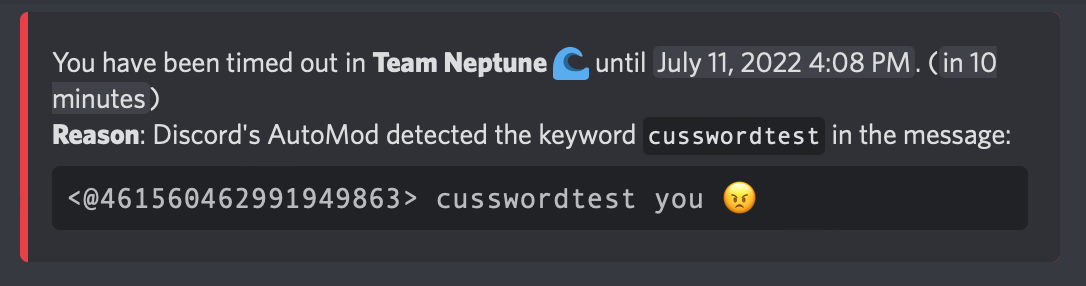 You have been timed out in Team Neptune 🌊 until July 11, 2022 4:08 PM. (in 10
minutes)
Reason: Discord's AutoMod detected the keyword cusswordtest in the message:
<@461560462991949863> cusswordtest you 😠